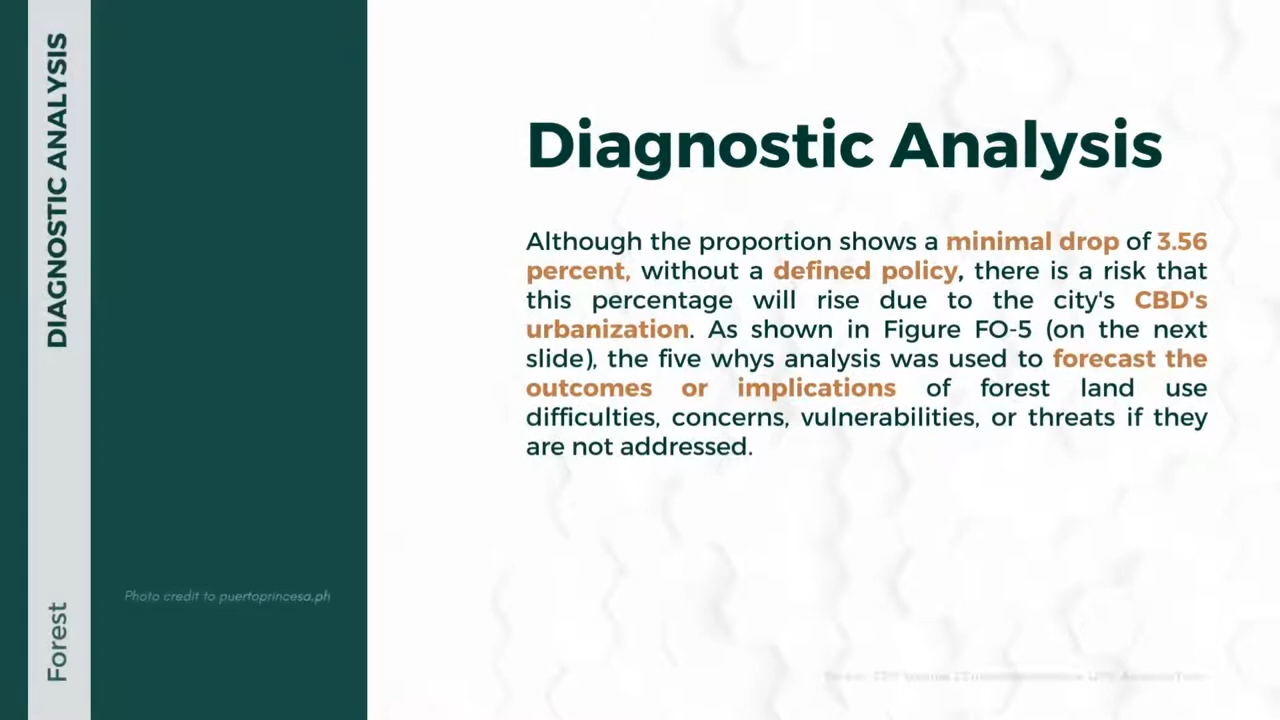 DIAGNOSTIC ANALYSIS
Forest
Photo credit to puertoprincesa.ph
Diagnostic Analysis
Although the proportion shows a minimal drop of 3.56
percent, without a defined policy, there is a risk that
this percentage will rise due to the city's CBD's
urbanization. As shown in Figure FO-5 (on the next
slide), the five whys analysis was used to forecast the
outcomes or implications of forest land use
difficulties, concerns, vulnerabilities, or threats if they
are not addressed.